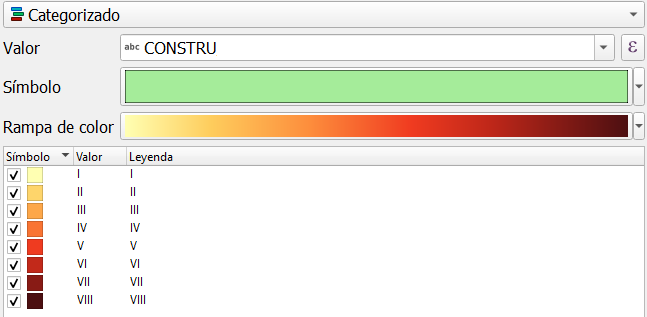 Categorizado
Valor abc CONSTRU ε
Símbolo
Rampa de color
Símbolo Valor Leyenda
I I
II II
III III
IV IV
V V
VI VI
VII VII
VIII VIII